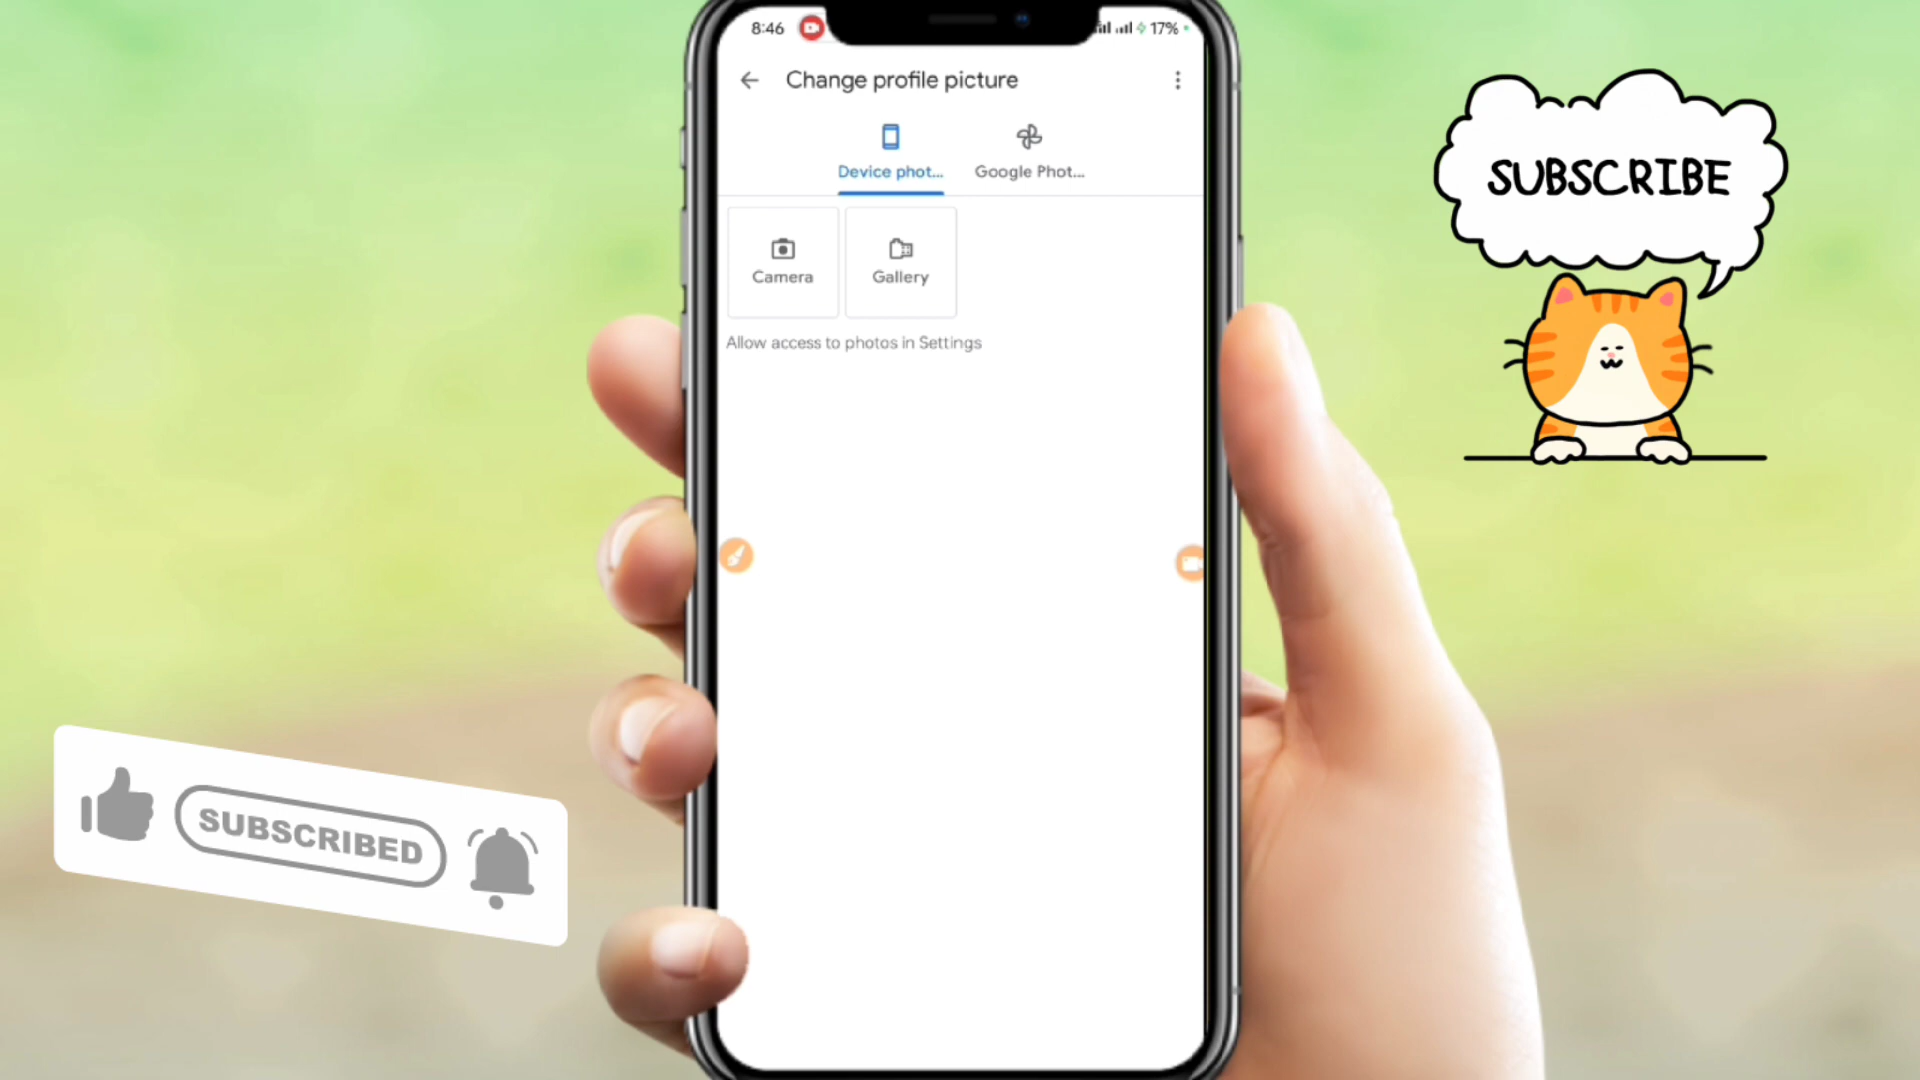 8:46
17%
Change profile picture
Device phot...
Google Phot...
Camera
Gallery
Allow access to photos in Settings
SUBSCRIBE
SUBSCRIBED